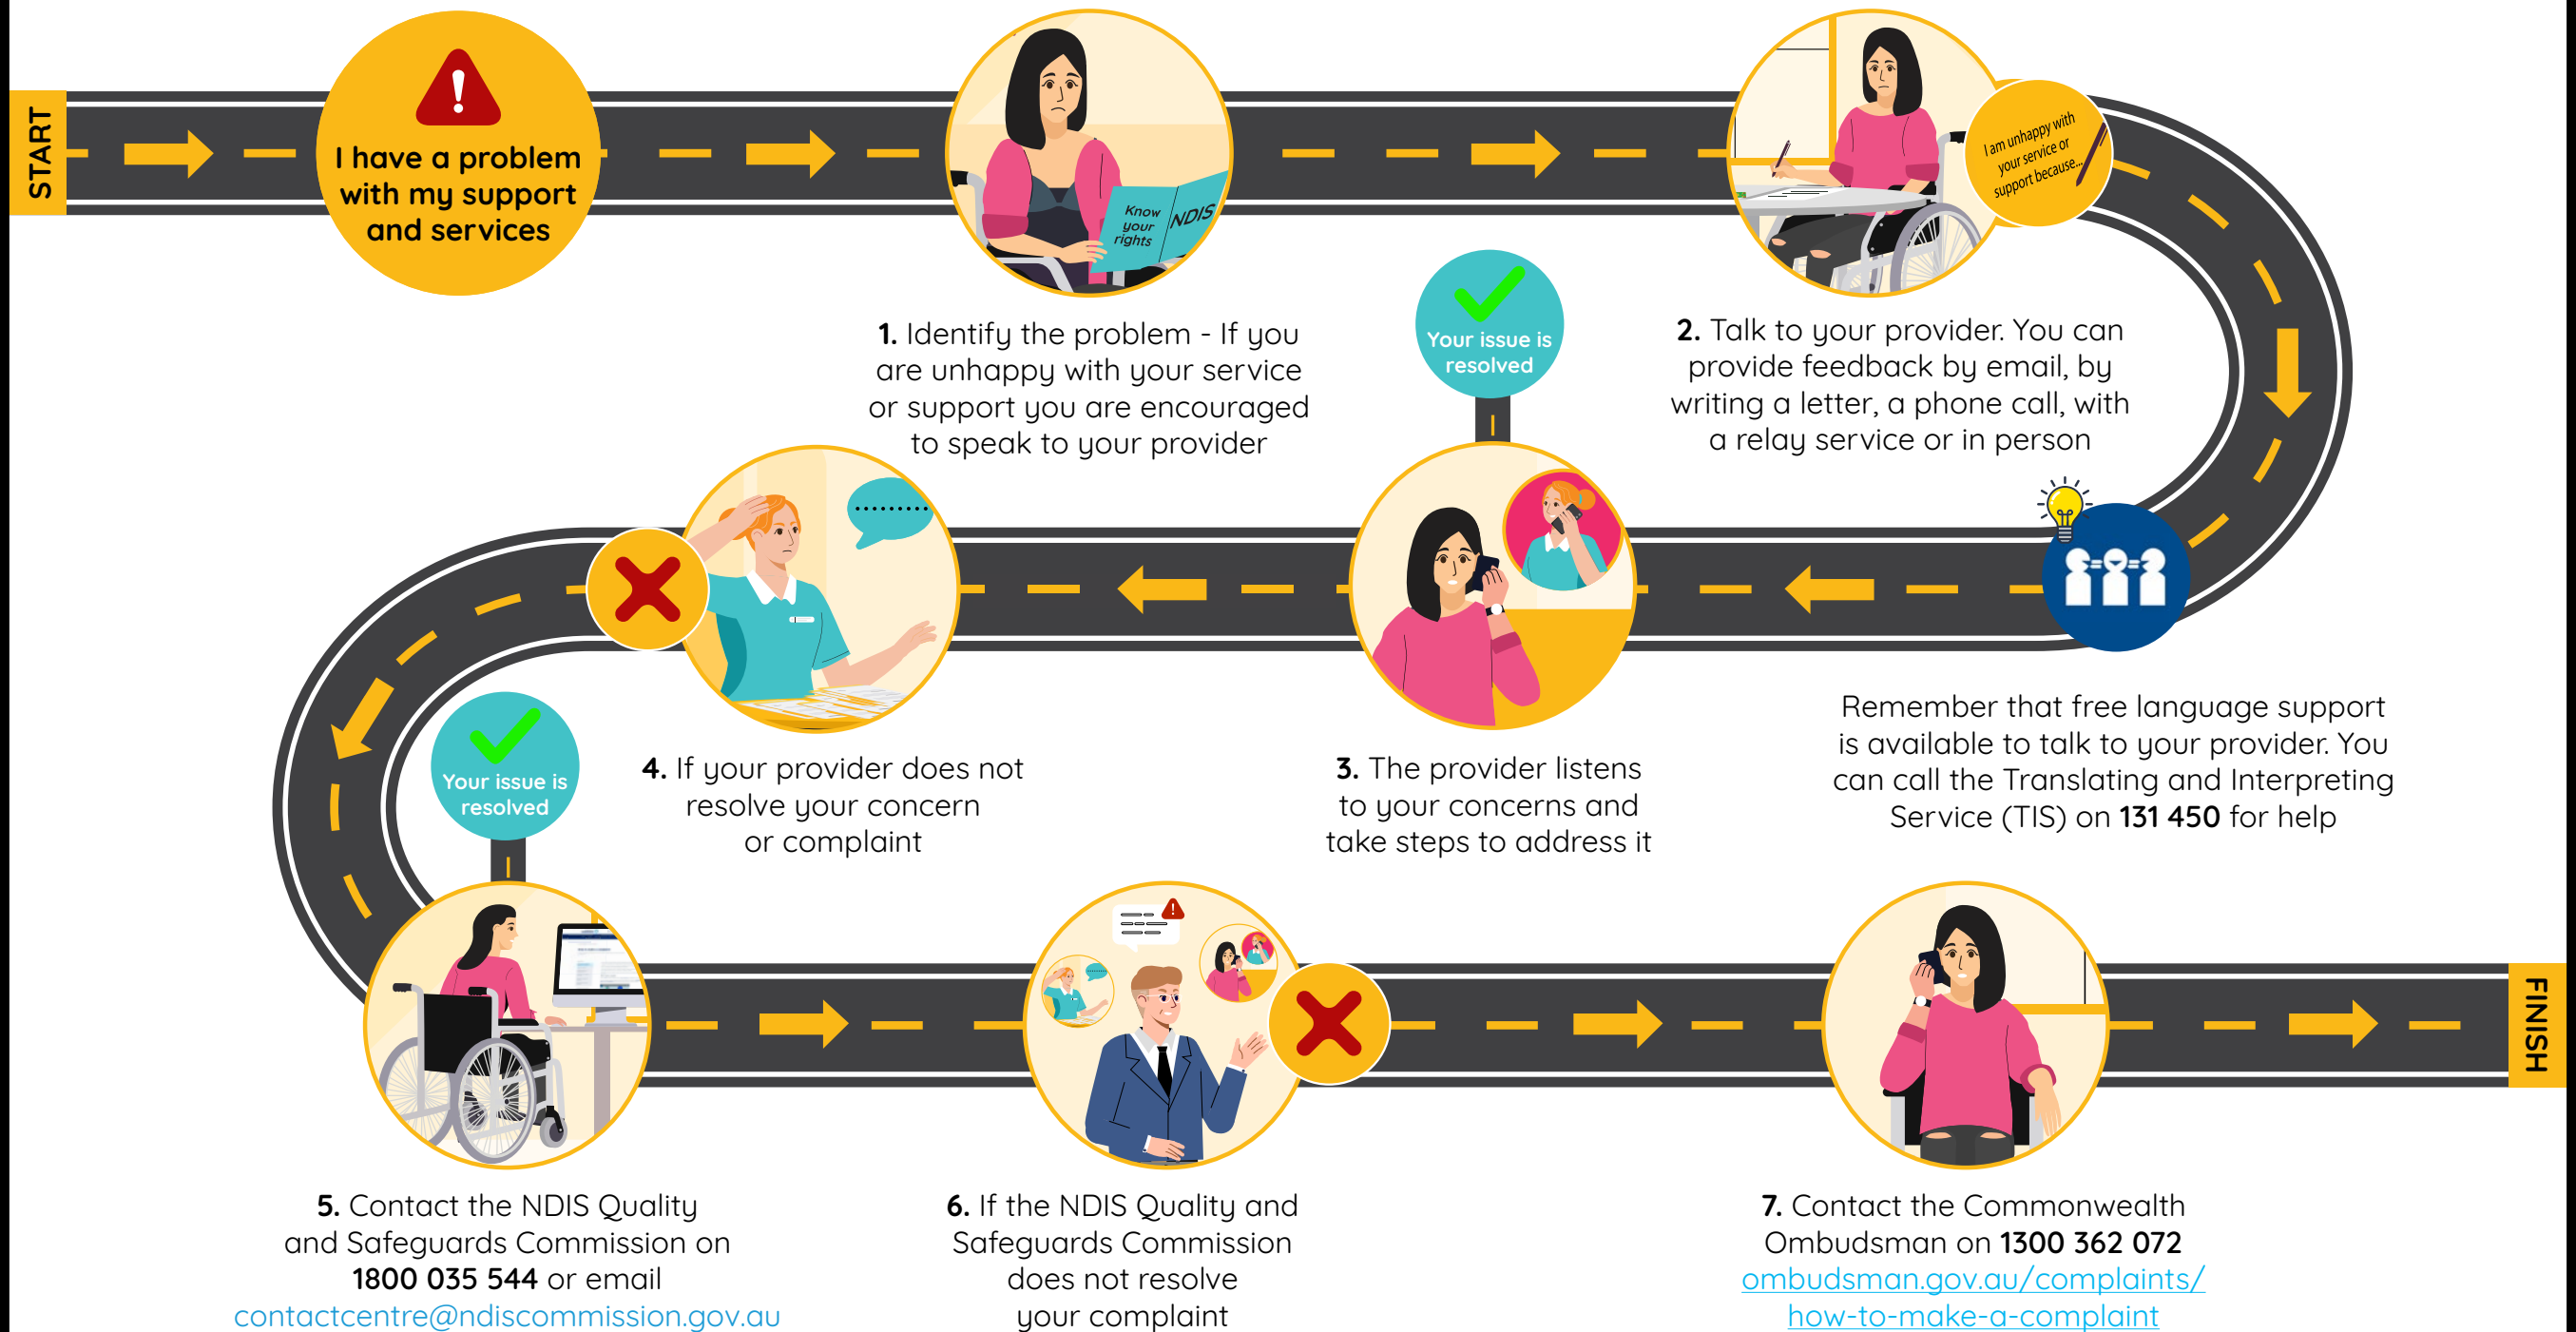 START
I have a problem
with my support
and services
Know
your
rights
NDIS
1. Identify the problem - If you
are unhappy with your service
or support you are encouraged
to speak to your provider
I am unhappy with
your service or
support because...
2. Talk to your provider. You can
provide feedback by email, by
writing a letter, a phone call, with
a relay service or in person
Remember that free language support
is available to talk to your provider. You
can call the Translating and Interpreting
Service (TIS) on 131 450 for help
Your issue is
resolved
3. The provider listens
to your concerns and
take steps to address it
4. If your provider does not
resolve your concern
or complaint
Your issue is
resolved
5. Contact the NDIS Quality
and Safeguards Commission on
1800 035 544 or email
contactcentre@ndiscommission.gov.au
6. If the NDIS Quality and
Safeguards Commission
does not resolve
your complaint
7. Contact the Commonwealth
Ombudsman on 1300 362 072
ombudsman.gov.au/complaints/
how-to-make-a-complaint
FINISH